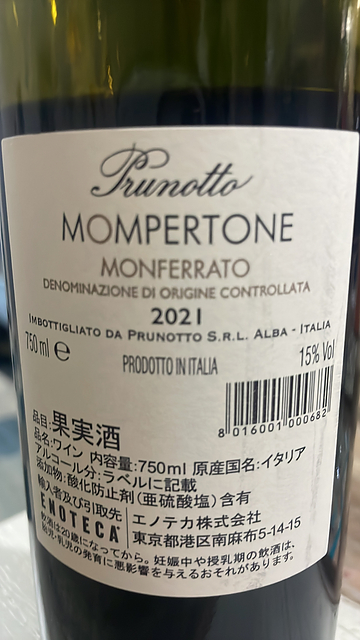 Prunotto
MOMPERTONE
MONFERRATO
DENOMINAZIONE DI ORIGINE CONTROLLATA
2021
IMBOTTIGLIATO DA PRUNOTTO S.R.L. ALBA - ITALIA
750 ml ℮
PRODOTTO IN ITALIA
15% Vol
8 016001 000682
品目:果実酒
品名:ワイン 内容量:750ml 原産国名:イタリア
アルコール分:ラベルに記載
添加物:酸化防止剤(亜硫酸塩)含有
輸入者及び引取先
ENOTECA
エノテカ株式会社
東京都港区南麻布5-14-15
飲酒は20歳になってから。妊娠中や授乳期の飲酒は、
胎児・乳児の発育に悪影響を与えるおそれがあります。